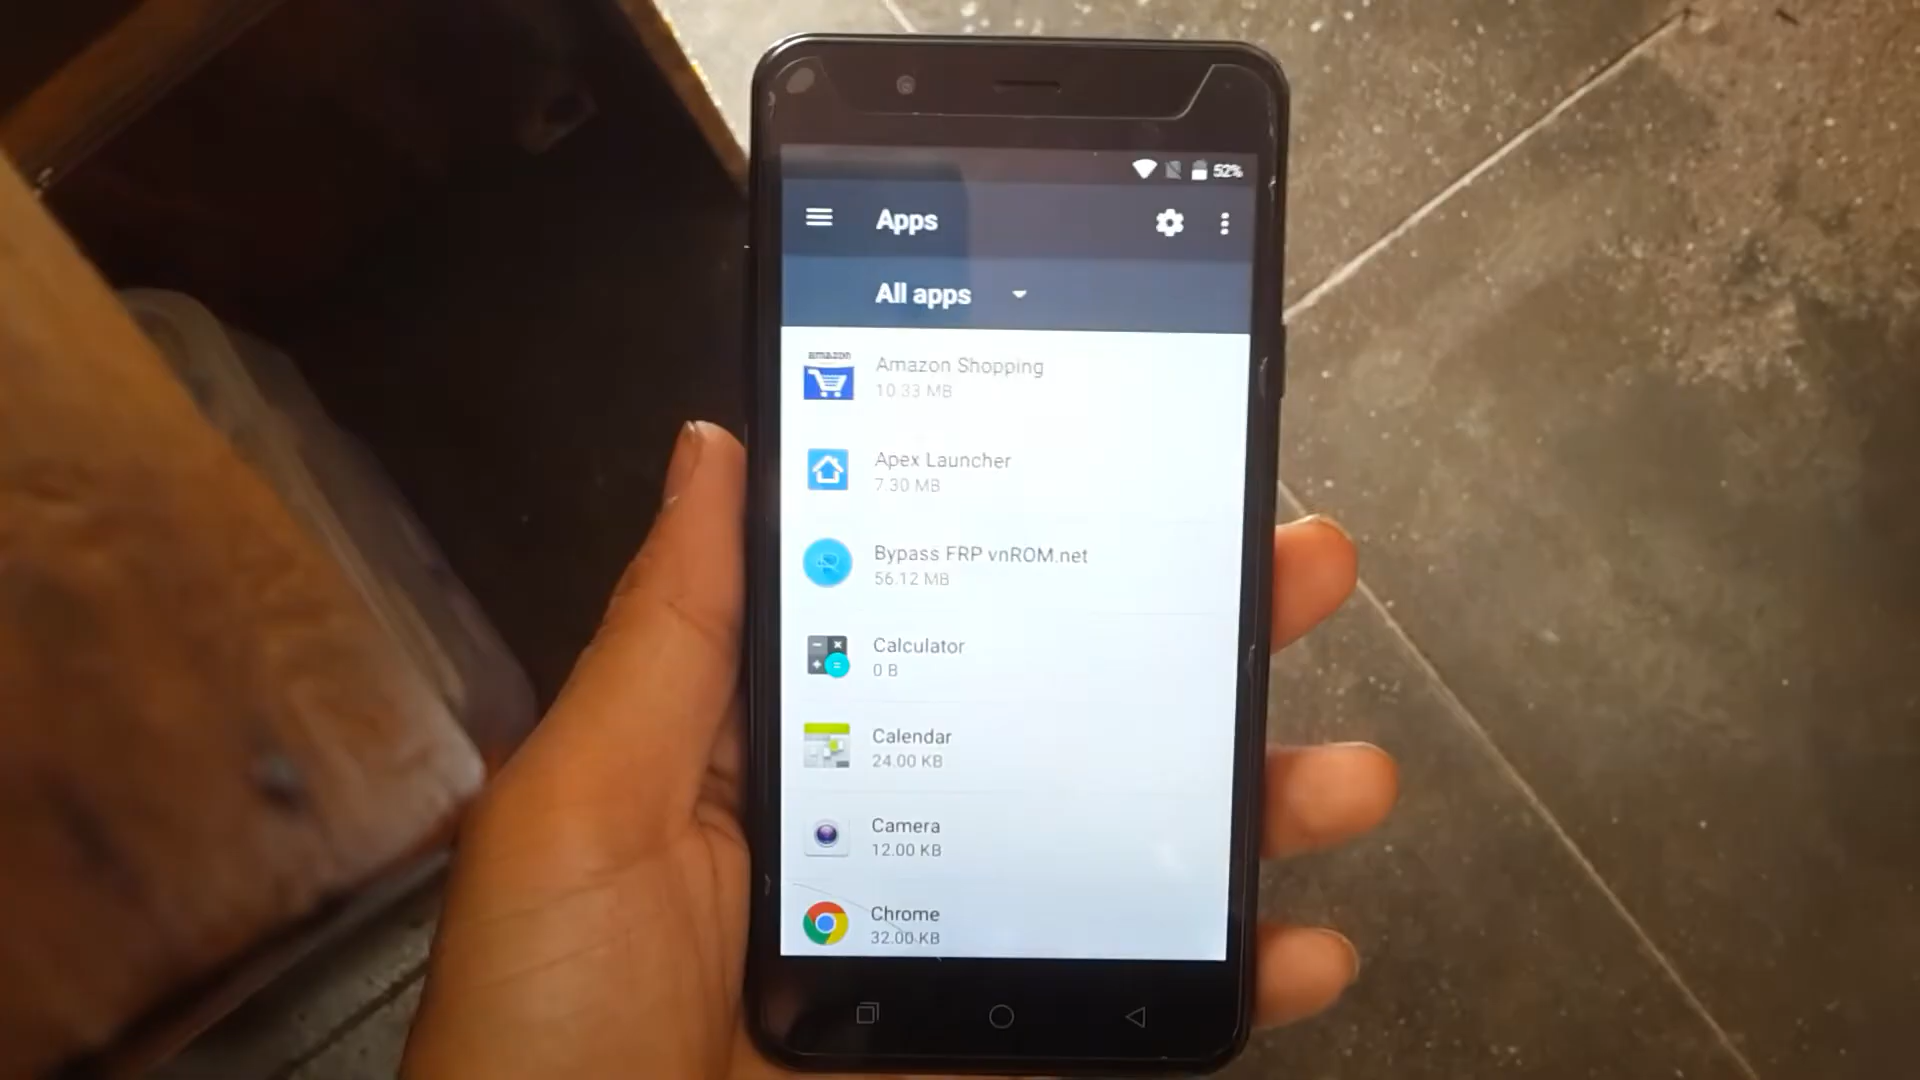 52%
Apps
All apps
amazon
Amazon Shopping
10.33 MB
Apex Launcher
7.30 MB
Bypass FRP vnROM.net
56.12 MB
Calculator
0 B
Calendar
24.00 KB
Camera
12.00 KB
Chrome
32.00 KB